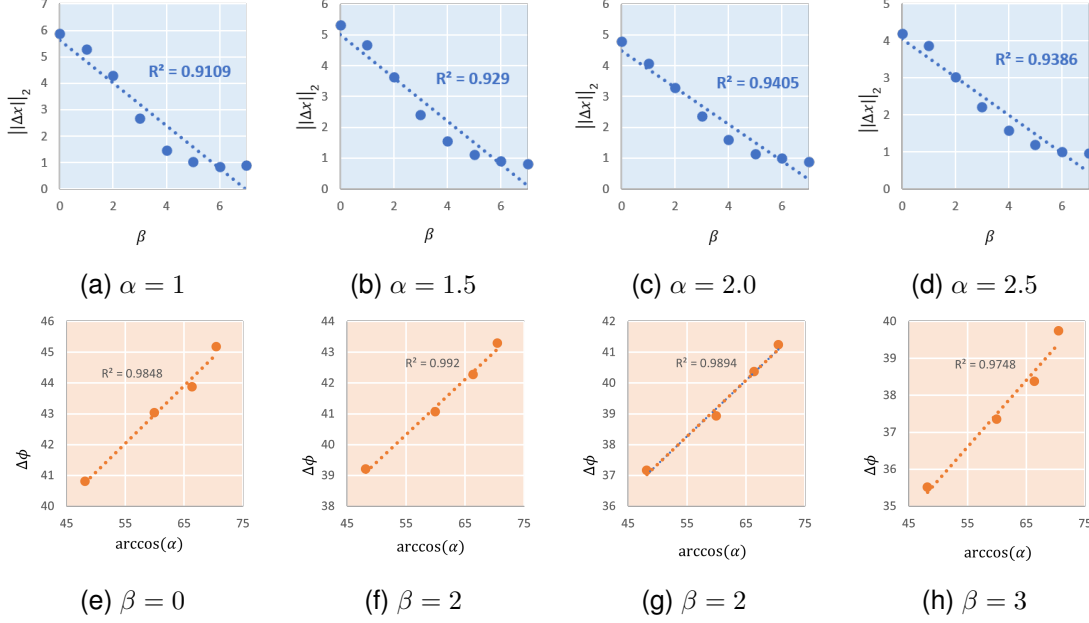 7
6
5
4
3
2
1
0
||Δx||₂
R² = 0.9109
0 2 4 6
β
(a) α = 1
6
5
4
3
2
1
0
||Δx||₂
R² = 0.929
0 2 4 6
β
(b) α = 1.5
6
5
4
3
2
1
0
||Δx||₂
R² = 0.9405
0 2 4 6
β
(c) α = 2.0
5
4
3
2
1
0
||Δx||₂
R² = 0.9386
0 2 4 6
β
(d) α = 2.5
46
45
44
43
42
41
40
Δϕ
R² = 0.9848
45 55 65 75
arccos(α)
(e) β = 0
44
43
42
41
40
39
38
Δϕ
R² = 0.992
45 55 65 75
arccos(α)
(f) β = 2
42
41
40
39
38
37
36
Δϕ
R² = 0.9894
45 55 65 75
arccos(α)
(g) β = 2
40
39
38
37
36
35
Δϕ
R² = 0.9748
45 55 65 75
arccos(α)
(h) β = 3